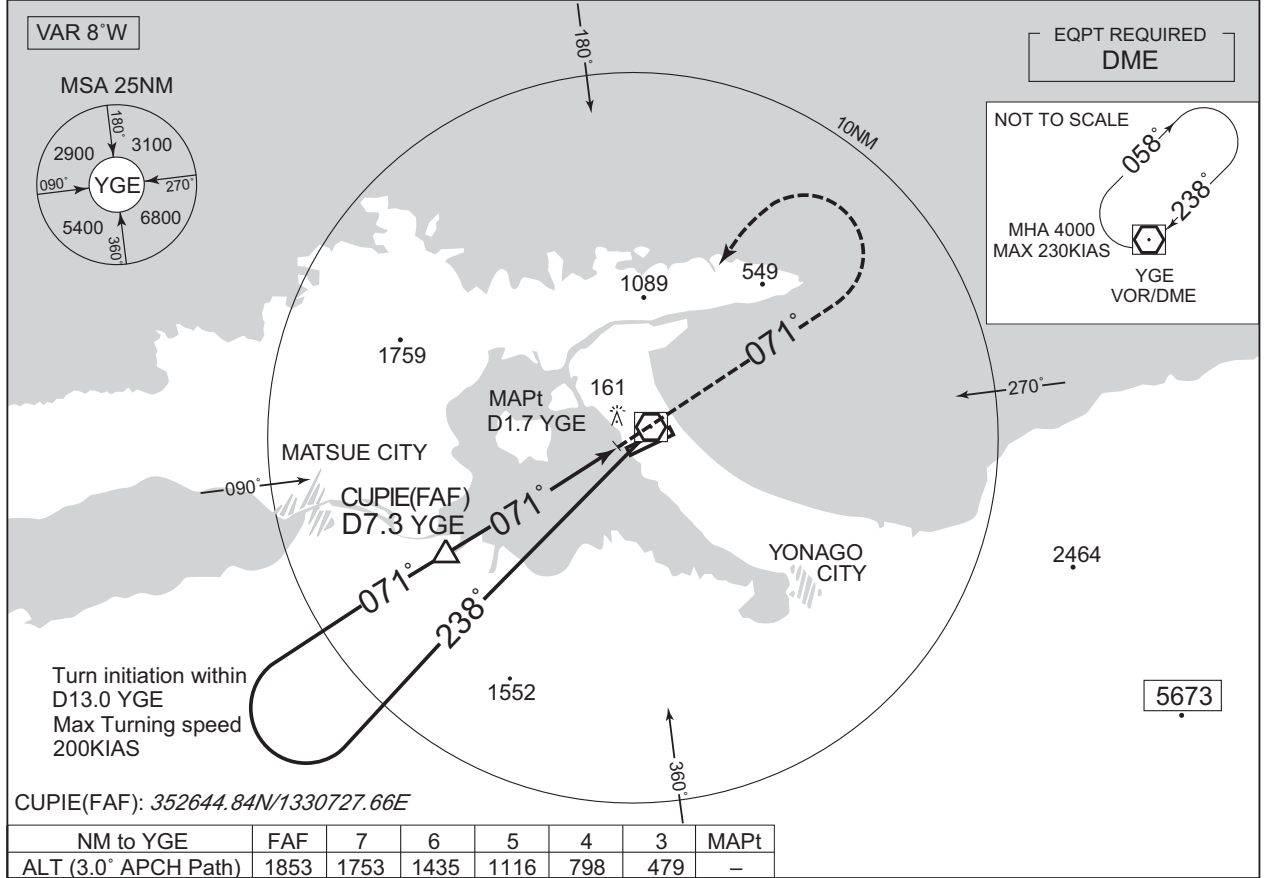 VAR 8°W
EQPT REQUIRED
DME
MSA 25NM
180°
2900
3100
090°
YGE
270°
5400
6800
360°
180°
10NM
NOT TO SCALE
058°
238°
MHA 4000
MAX 230KIAS
YGE
VOR/DME
1089
549
1759
071°
MAPt
D1.7 YGE
161
270°
MATSUE CITY
090°
CUPIE(FAF)
D7.3 YGE
071°
YONAGO
CITY
2464
071°
238°
Turn initiation within
D13.0 YGE
Max Turning speed
200KIAS
1552
5673
360°
CUPIE(FAF): 352644.84N/1330727.66E
NM to YGE FAF 7 6 5 4 3 MAPt
ALT (3.0° APCH Path) 1853 1753 1435 1116 798 479 –